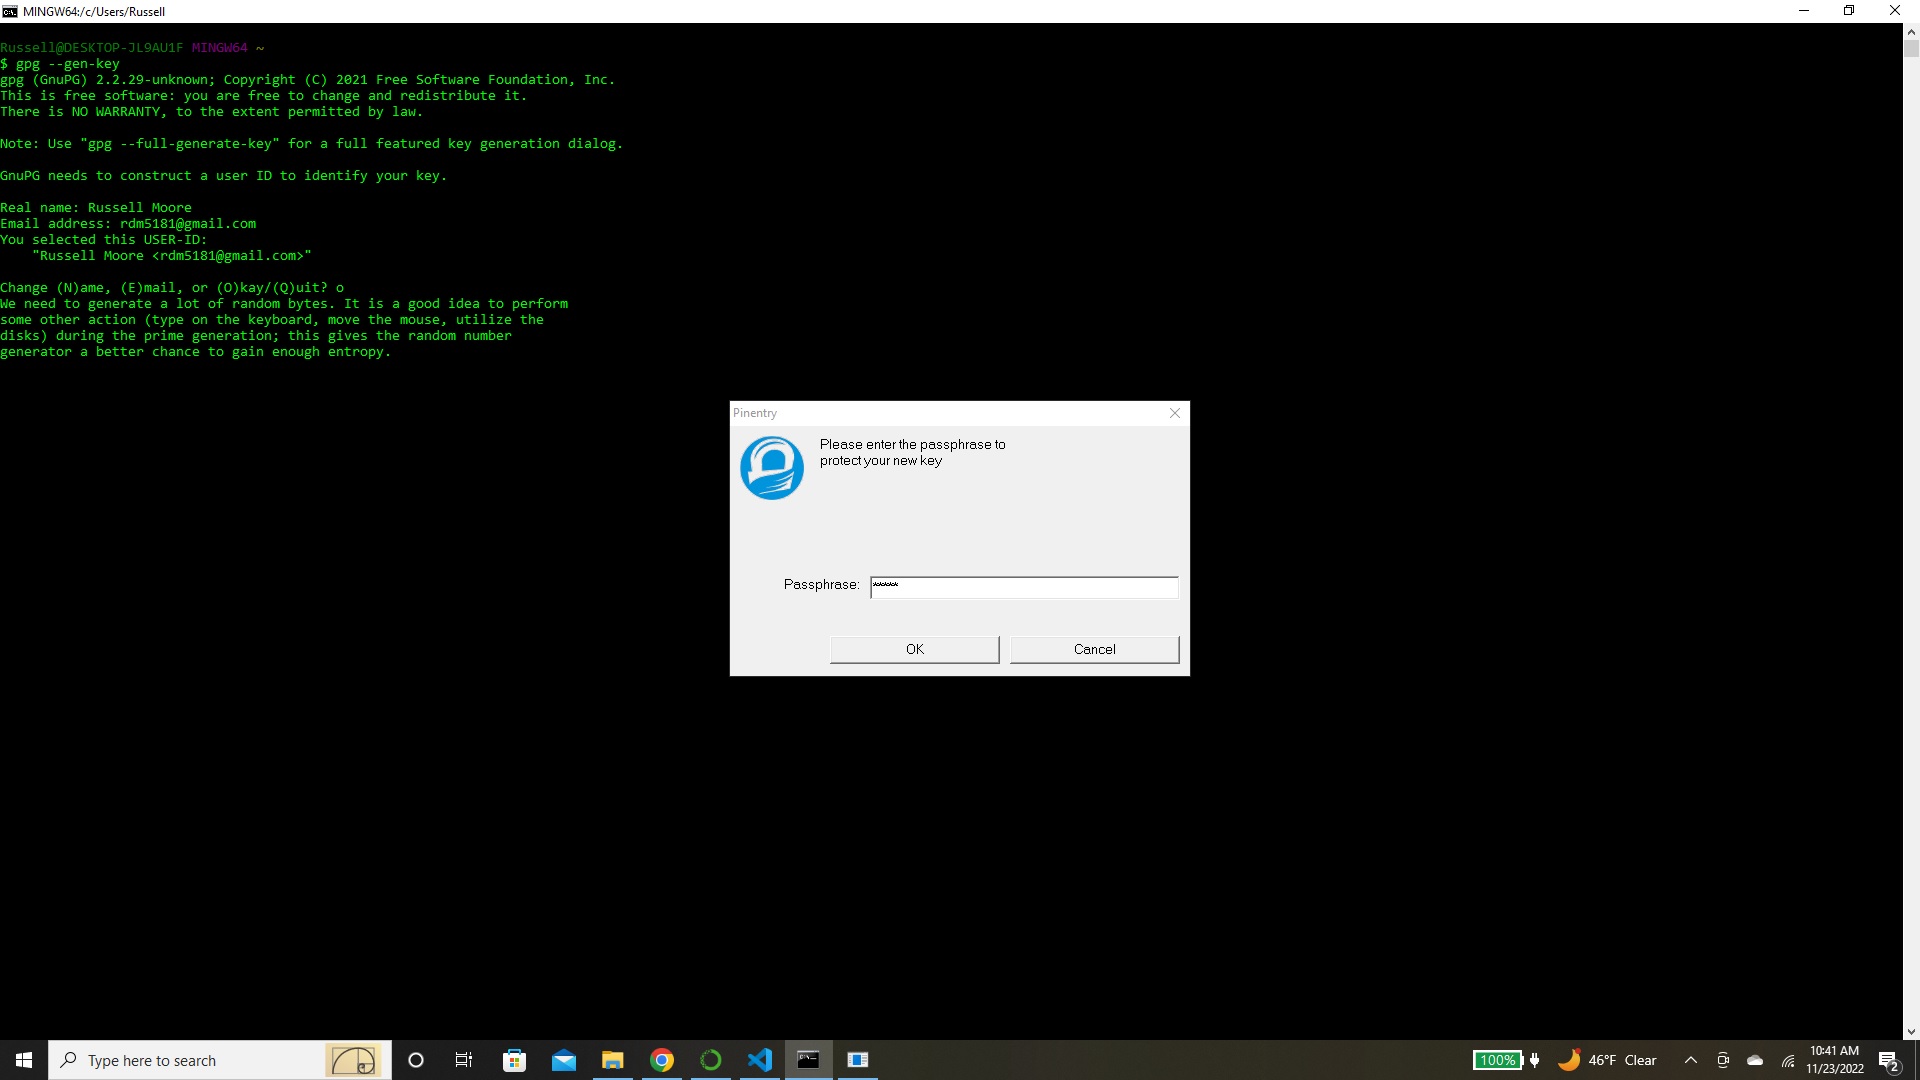 MINGW64:/c/Users/Russell
Russell@DESKTOP-JL9AU1F MINGW64 ~
$ gpg --gen-key
gpg (GnuPG) 2.2.29-unknown; Copyright (C) 2021 Free Software Foundation, Inc.
This is free software: you are free to change and redistribute it.
There is NO WARRANTY, to the extent permitted by law.
Note: Use "gpg --full-generate-key" for a full featured key generation dialog.
GnuPG needs to construct a user ID to identify your key.
Real name: Russell Moore
Email address: rdm5181@gmail.com
You selected this USER-ID:
"Russell Moore <rdm5181@gmail.com>"
Change (N)ame, (E)mail, or (O)kay/(Q)uit? o
We need to generate a lot of random bytes. It is a good idea to perform
some other action (type on the keyboard, move the mouse, utilize the
disks) during the prime generation; this gives the random number
generator a better chance to gain enough entropy.
Pinentry
Please enter the passphrase to
protect your new key
Passphrase: *****
OK Cancel
Type here to search
100%
46°F Clear
10:41 AM
11/23/2022
2